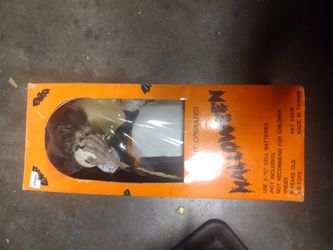 OPERATED
HALLOWEEN
USE 2-"C" CELL BATTERIES
(NOT INCLUDED)
NOT RECOMMENDED FOR CHILDREN
UNDER
3 YEARS OLD.
MADE IN TAIWAN